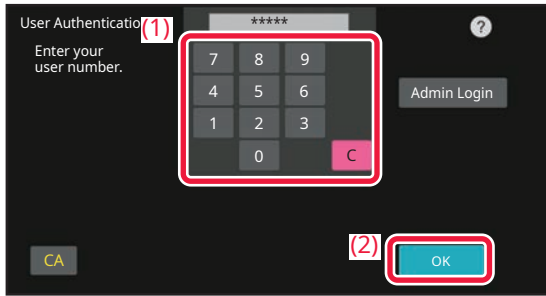 User Authenticatio
(1)
*****
?
Enter your
user number.
7 8 9
4 5 6
Admin Login
1 2 3
0 C
(2)
CA
OK